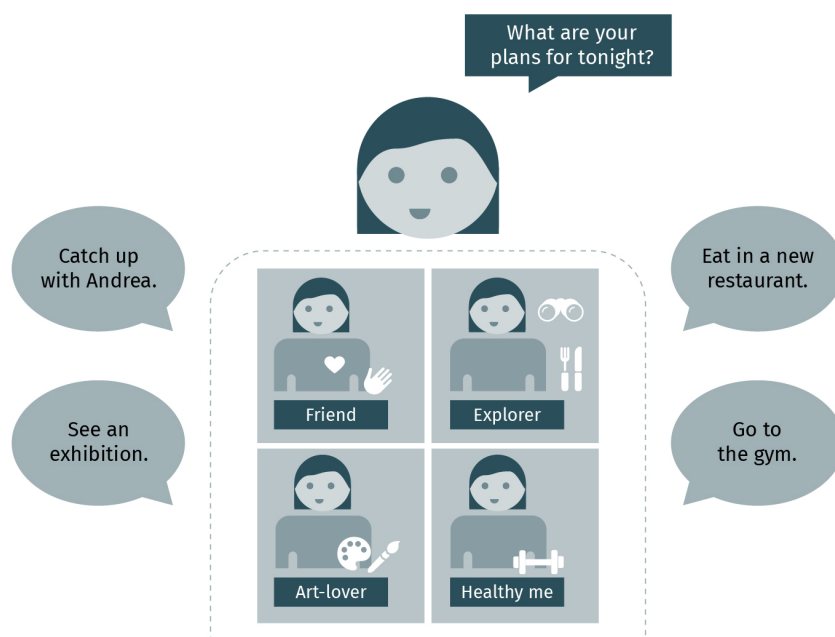 What are your
plans for tonight?
Catch up
with Andrea.
Eat in a new
restaurant.
Friend
Explorer
See an
exhibition.
Go to
the gym.
Art-lover
Healthy me